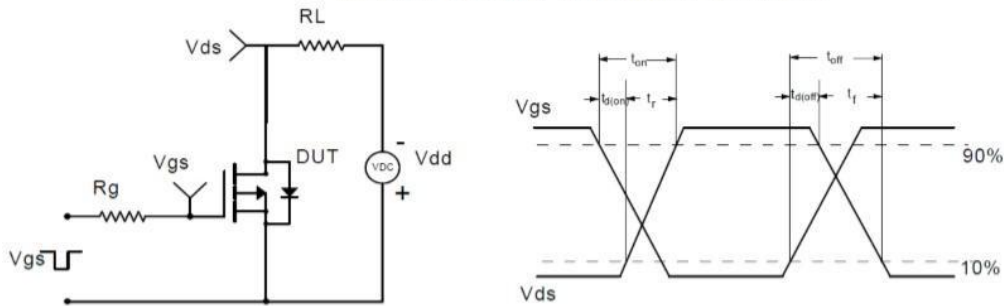 RL
Vds
Vgs
DUT
-
Vdd
VDC
+
Rg
Vgs
ton
toff
td(on)
tr
td(off)
tf
Vgs
90%
10%
Vds